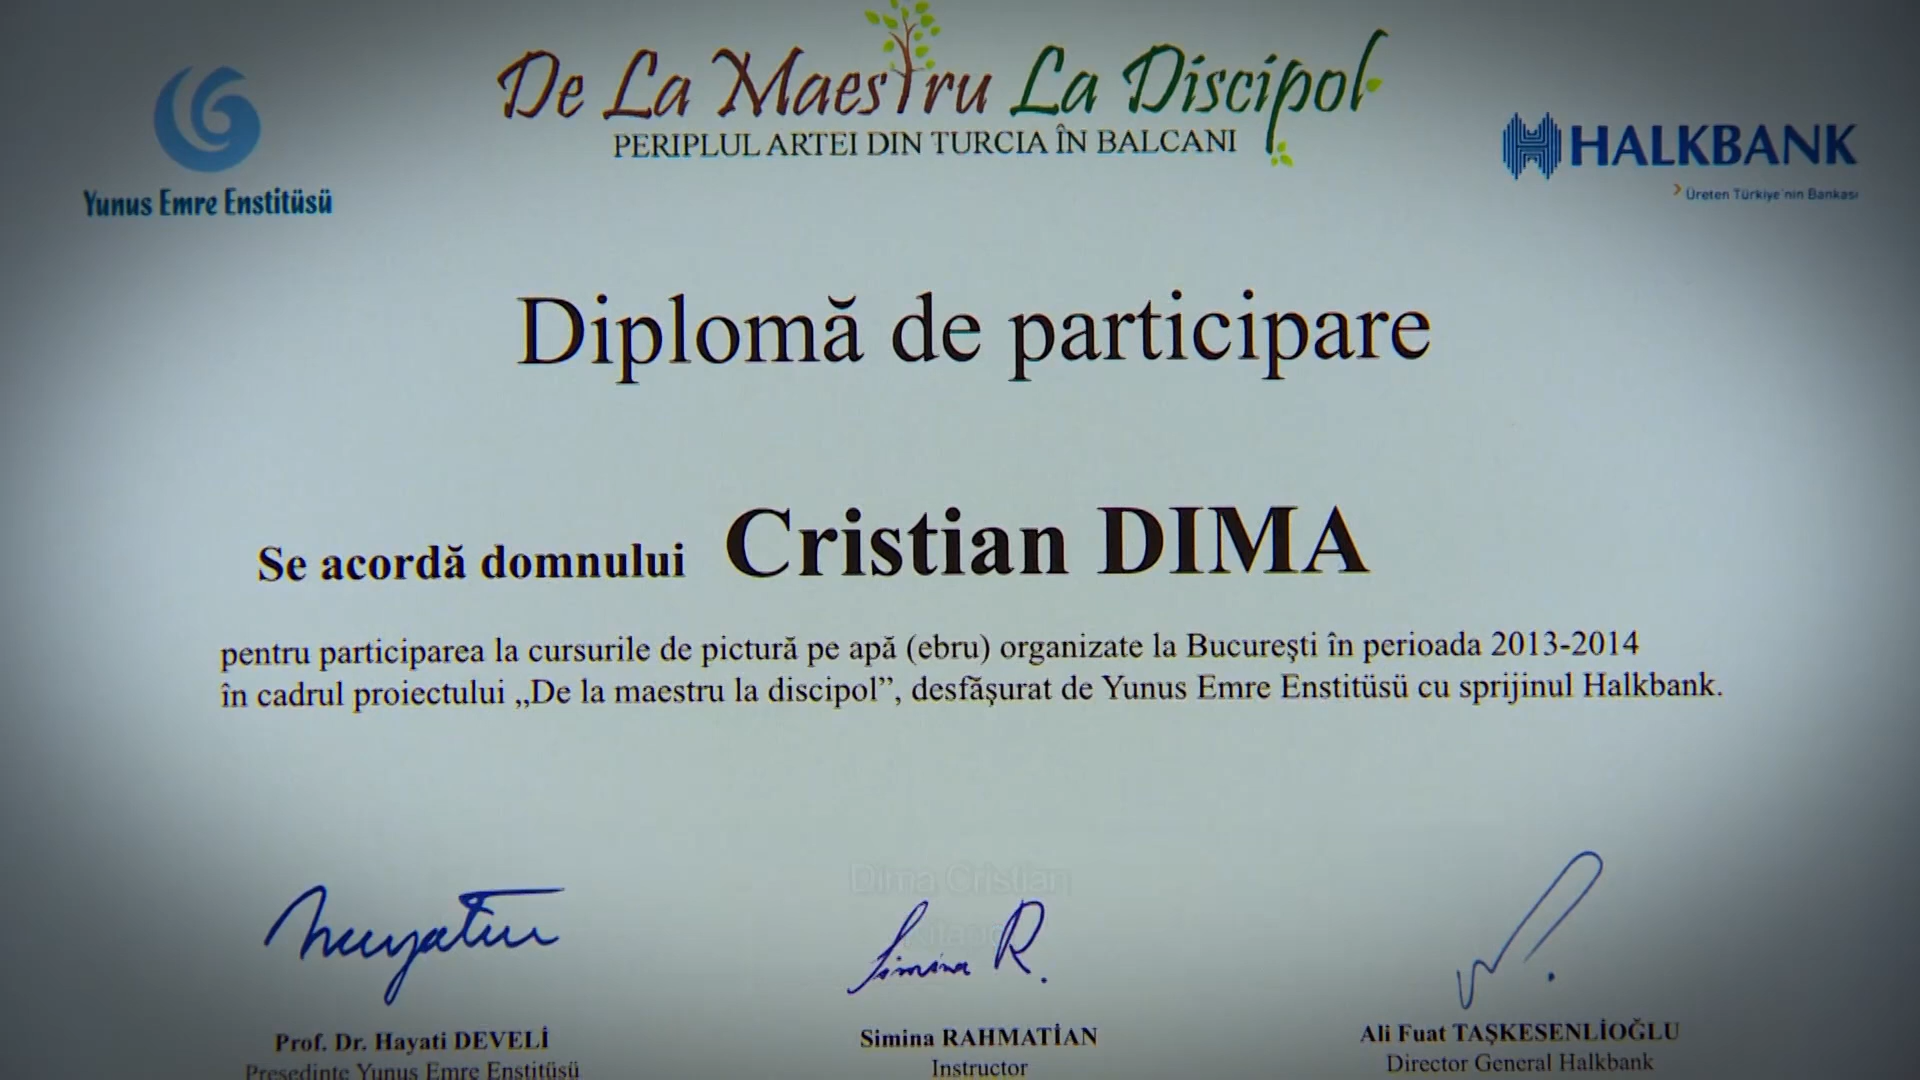 De La Maestru La Discipol
PERIPLUL ARTEI DIN TURCIA ÎN BALCANI
Yunus Emre Enstitüsü
HALKBANK
Üreten Türkiye'nin Bankası
Diplomă de participare
Se acordă domnului Cristian DIMA
pentru participarea la cursurile de pictură pe apă (ebru) organizate la Bucureşti în perioada 2013-2014
în cadrul proiectului „De la maestru la discipol”, desfăşurat de Yunus Emre Enstitüsü cu sprijinul Halkbank.
Dima Cristian
Simina R.
Prof. Dr. Hayati DEVELİ
Preşedinte Yunus Emre Enstitüsü
Simina RAHMATİAN
Instructor
Ali Fuat TAŞKESENLİOĞLU
Director General Halkbank